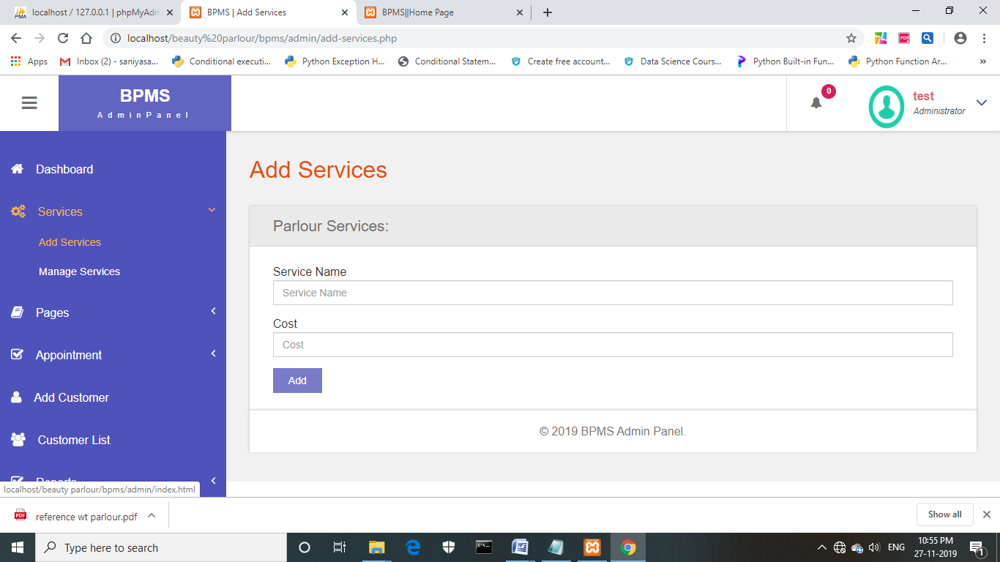 localhost / 127.0.0.1 | phpMyAdm
BPMS | Add Services
BPMS||Home Page
localhost/beauty%20parlour/bpms/admin/add-services.php
Apps
Inbox (2) - saniyasa...
Conditional executi...
Python Exception H...
Conditional Statem...
Create free account...
Data Science Cours...
Python Built-in Fun...
Python Function Ar...
»
BPMS
AdminPanel
0
test
Administrator
Dashboard
Services
Add Services
Manage Services
Pages
Appointment
Add Customer
Customer List
Reports
Add Services
Parlour Services:
Service Name
Service Name
Cost
Cost
Add
© 2019 BPMS Admin Panel.
localhost/beauty parlour/bpms/admin/index.html
reference wt parlour.pdf
Show all
Type here to search
ENG
10:55 PM
27-11-2019
1